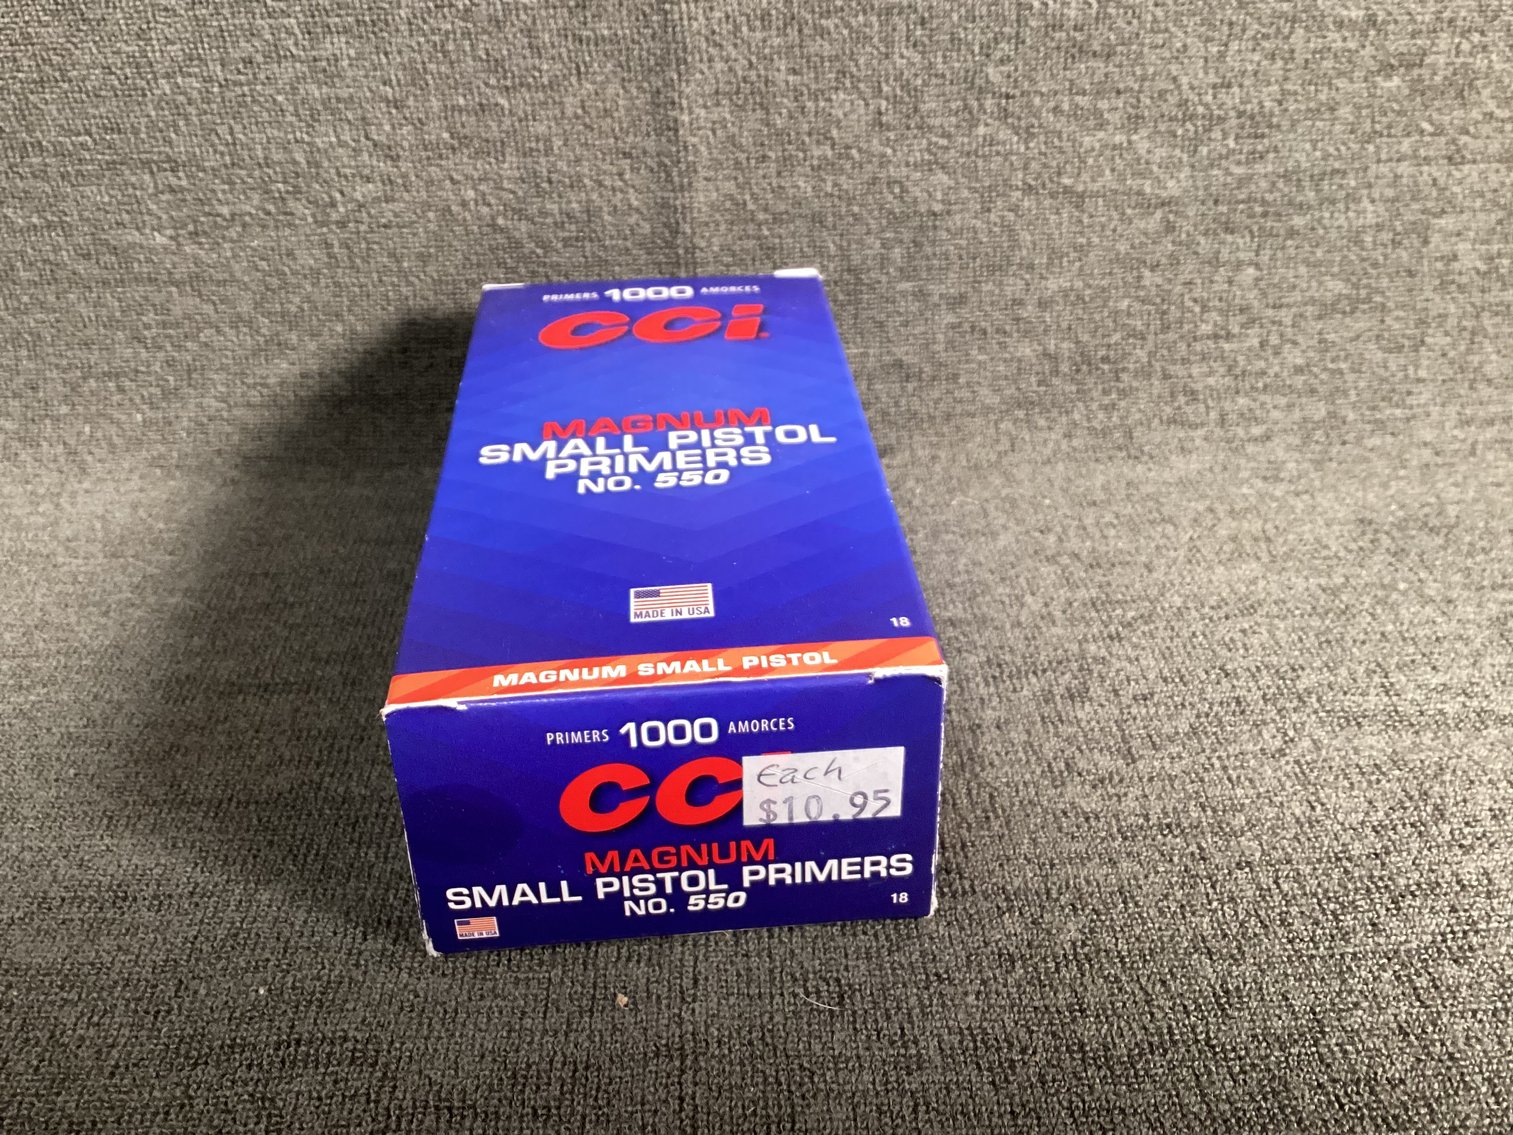 PRIMERS 1000 AMORCES
CCi
MAGNUM
SMALL PISTOL
PRIMERS
NO. 550
MADE IN USA
18
MAGNUM SMALL PISTOL
PRIMERS 1000 AMORCES
CC
Each
$10.95
MAGNUM
SMALL PISTOL PRIMERS
NO. 550
18
MADE IN USA